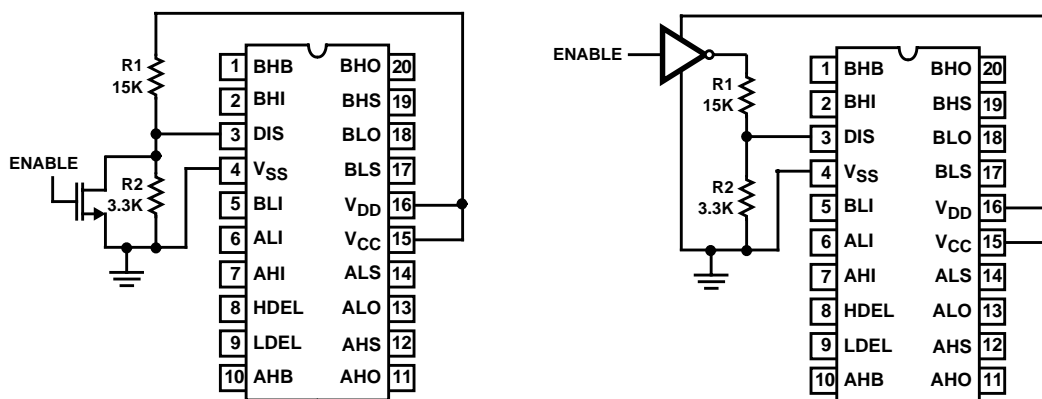 R1
15K
ENABLE
R2
3.3K
1 BHB BHO 20
2 BHI BHS 19
3 DIS BLO 18
4 VSS BLS 17
5 BLI VDD 16
6 ALI VCC 15
7 AHI ALS 14
8 HDEL ALO 13
9 LDEL AHS 12
10 AHB AHO 11
ENABLE
R1
15K
R2
3.3K
1 BHB BHO 20
2 BHI BHS 19
3 DIS BLO 18
4 VSS BLS 17
5 BLI VDD 16
6 ALI VCC 15
7 AHI ALS 14
8 HDEL ALO 13
9 LDEL AHS 12
10 AHB AHO 11